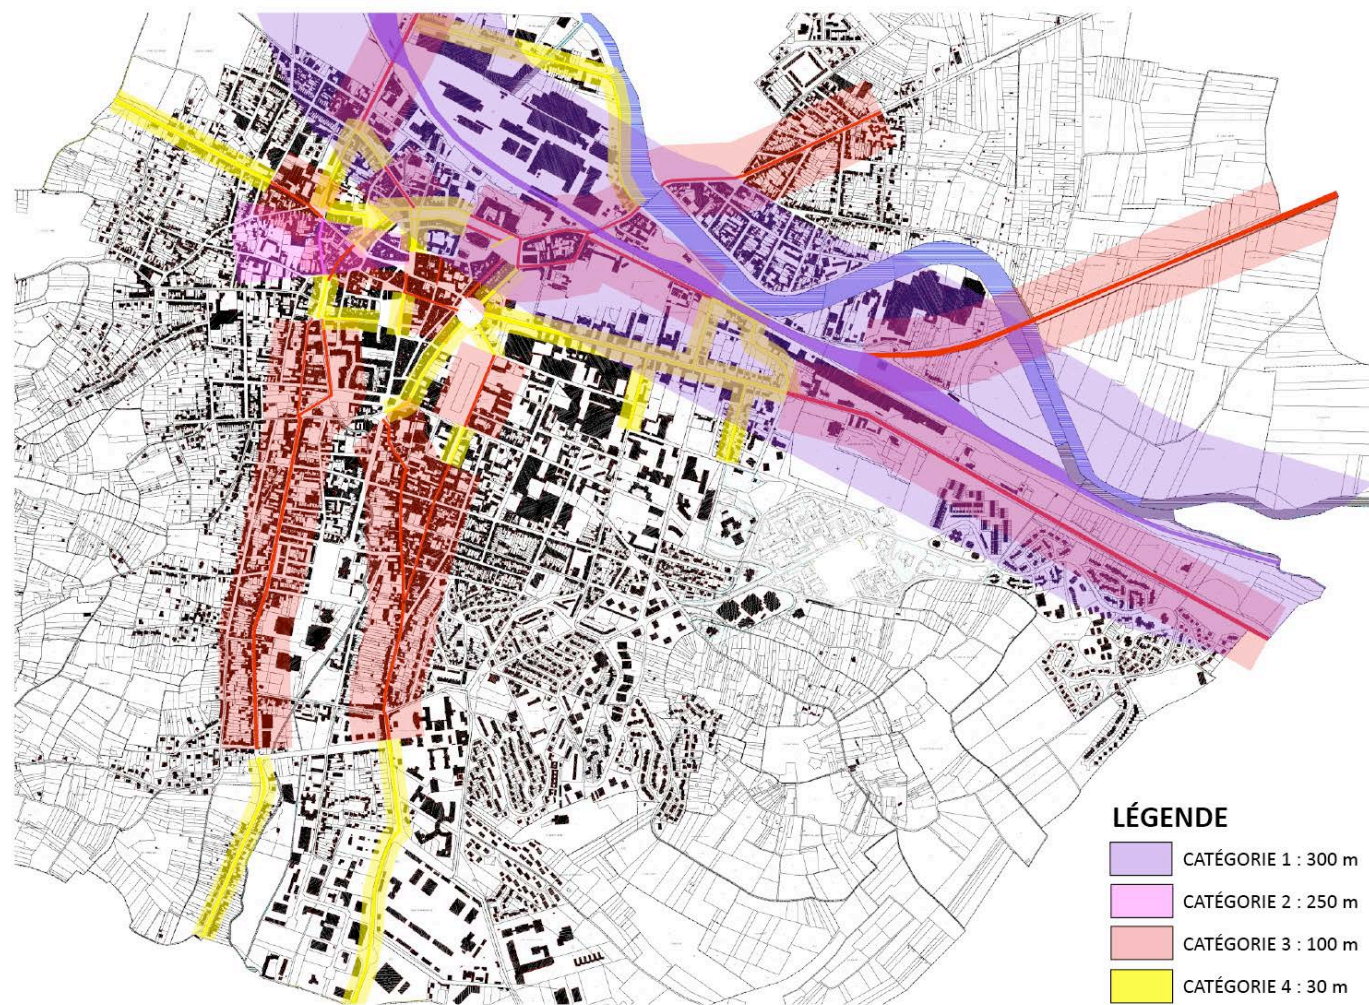 LÉGENDE
CATÉGORIE 1 : 300 m
CATÉGORIE 2 : 250 m
CATÉGORIE 3 : 100 m
CATÉGORIE 4 : 30 m